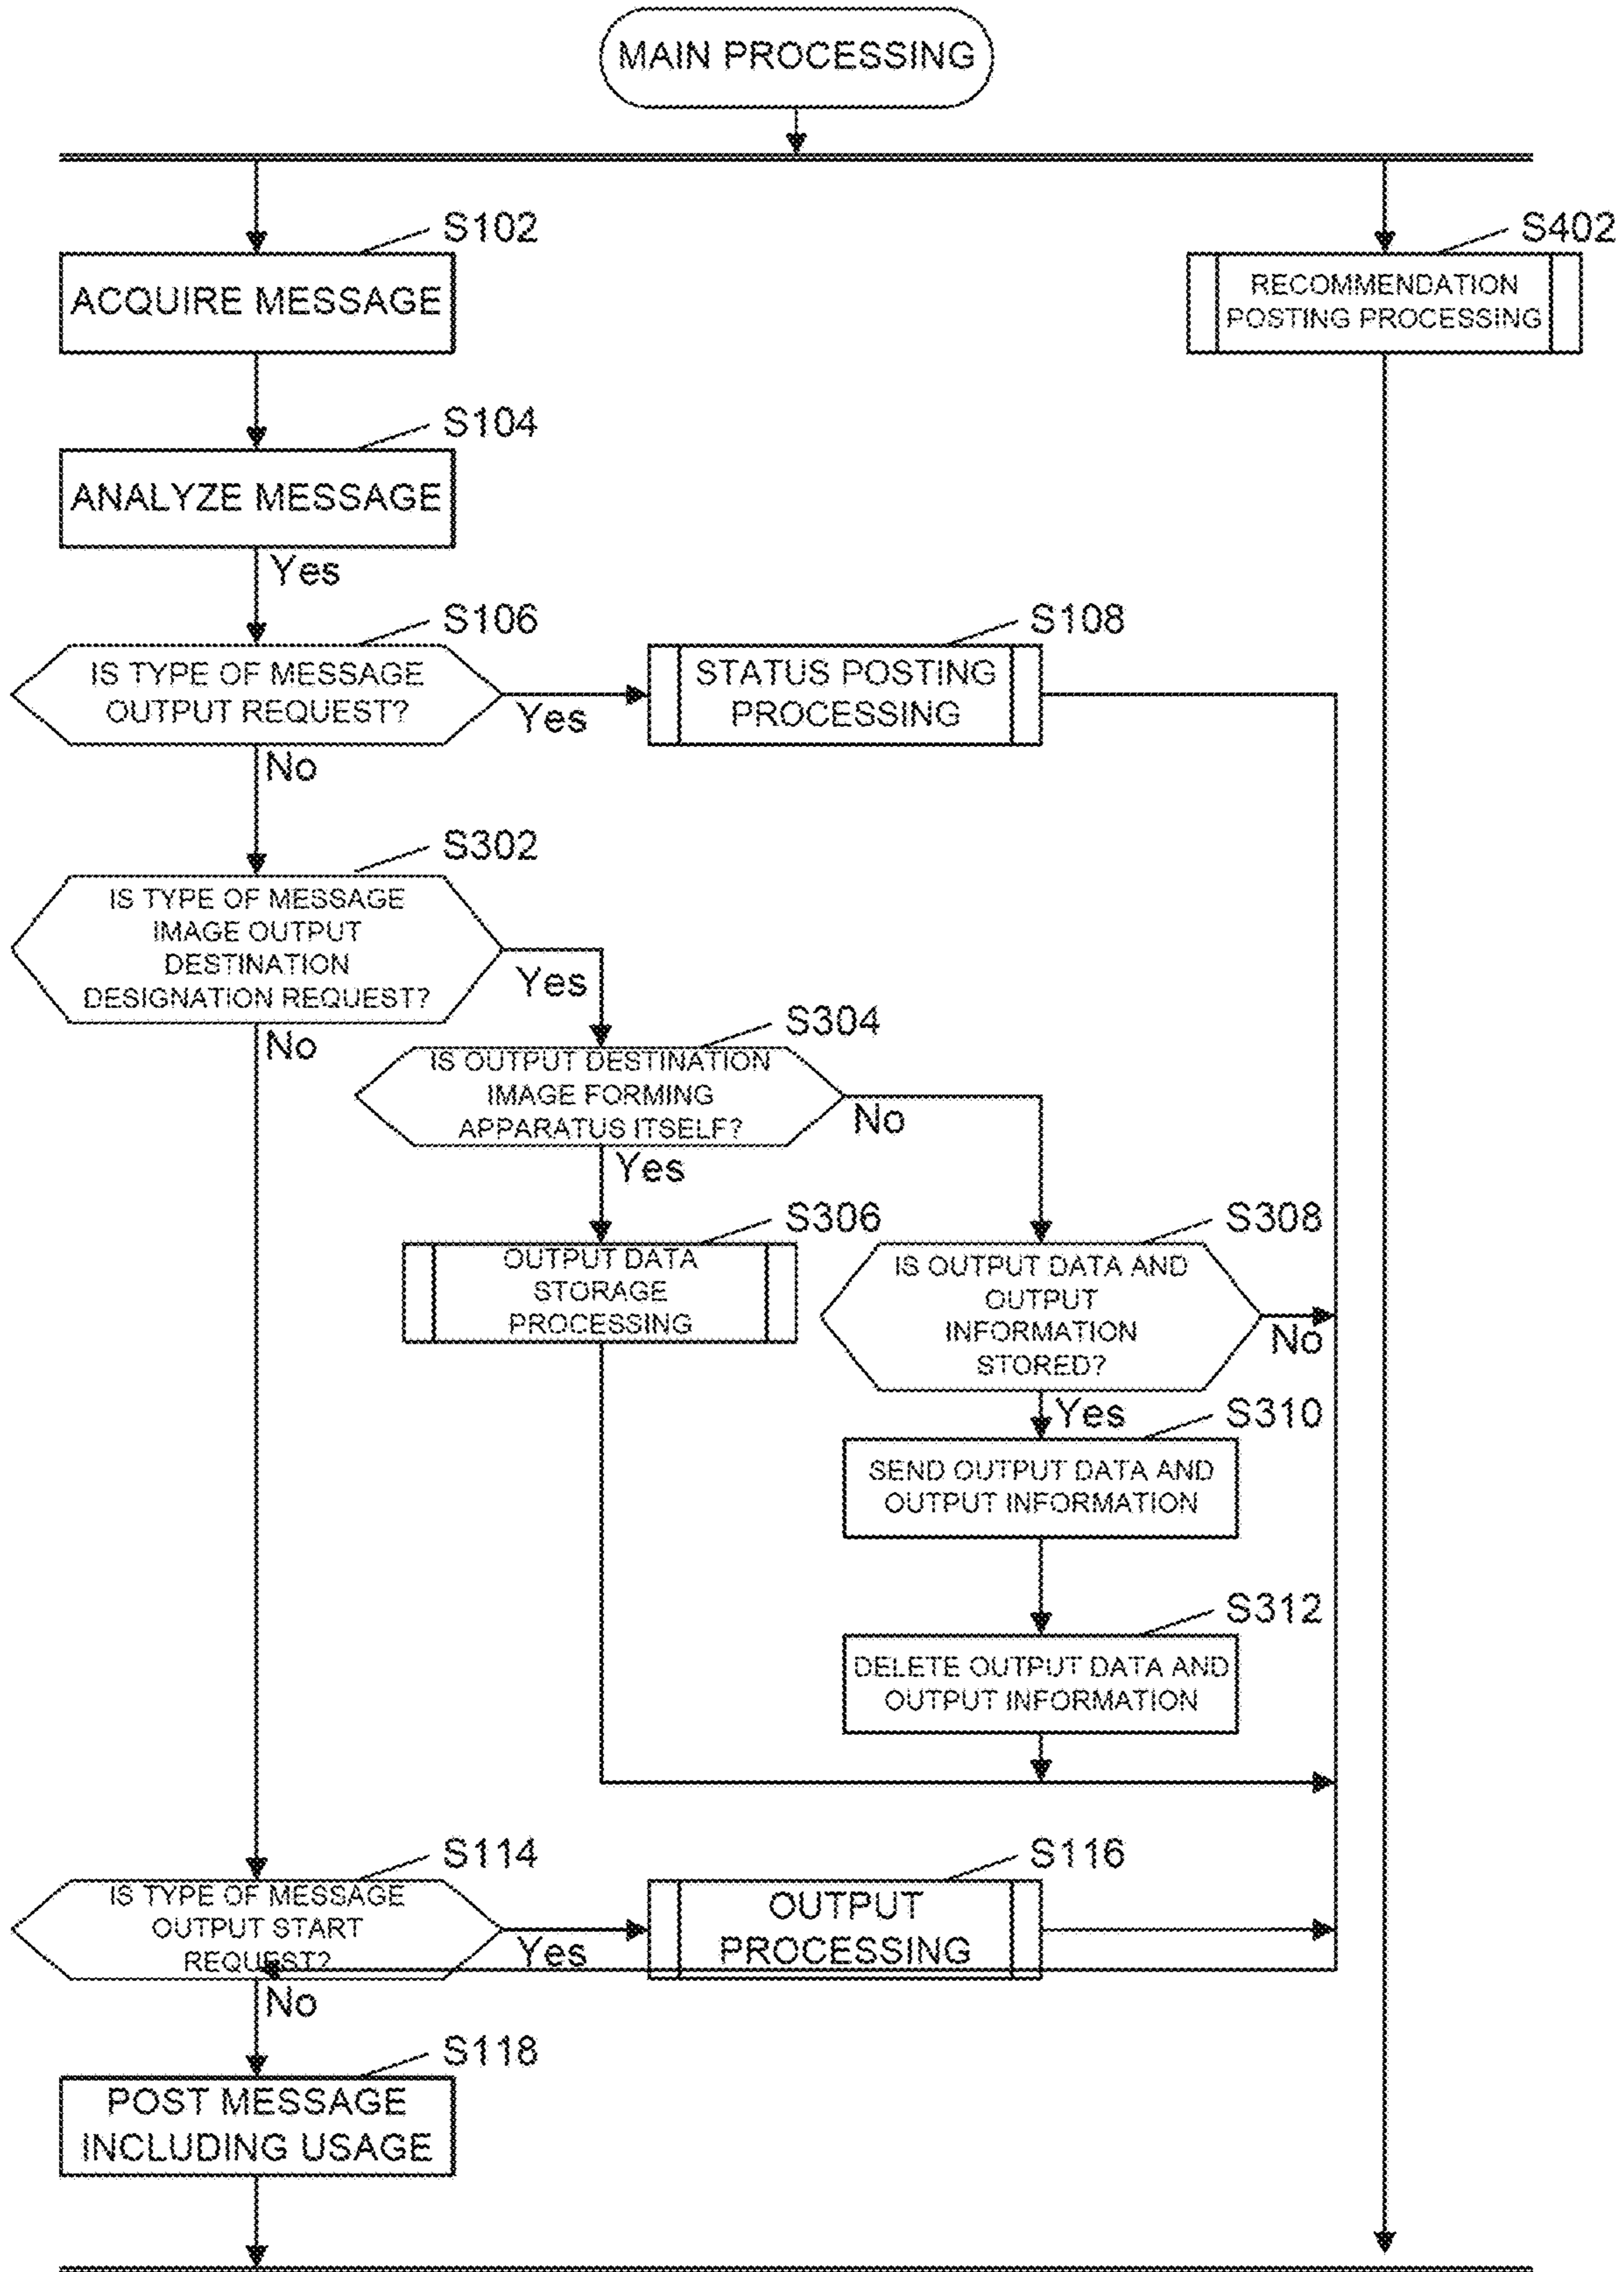 MAIN PROCESSING
S102
ACQUIRE MESSAGE
S402
RECOMMENDATION
POSTING PROCESSING
S104
ANALYZE MESSAGE
Yes
S106
IS TYPE OF MESSAGE
OUTPUT REQUEST?
Yes
No
S108
STATUS POSTING
PROCESSING
S302
IS TYPE OF MESSAGE
IMAGE OUTPUT
DESTINATION
DESIGNATION REQUEST?
Yes
No
S304
IS OUTPUT DESTINATION
IMAGE FORMING
APPARATUS ITSELF?
No
Yes
S306
OUTPUT DATA
STORAGE
PROCESSING
S308
IS OUTPUT DATA AND
OUTPUT
INFORMATION
STORED?
No
Yes
S310
SEND OUTPUT DATA AND
OUTPUT INFORMATION
S312
DELETE OUTPUT DATA AND
OUTPUT INFORMATION
S114
IS TYPE OF MESSAGE
OUTPUT START
REQUEST?
Yes
No
S116
OUTPUT
PROCESSING
S118
POST MESSAGE
INCLUDING USAGE